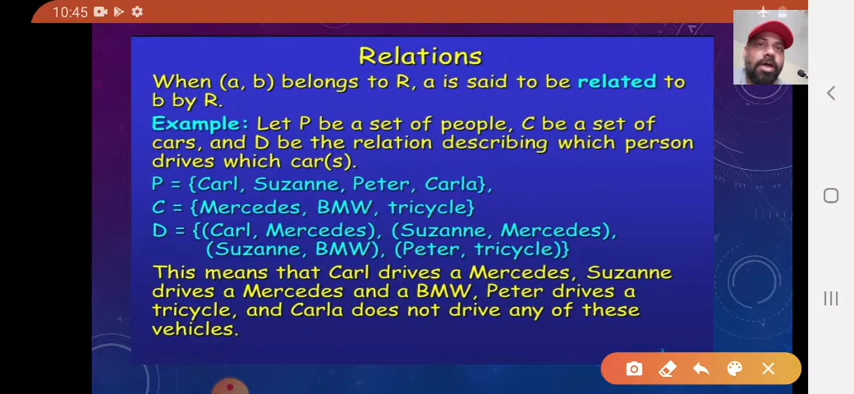 10:45
Relations
When (a, b) belongs to R, a is said to be related to
b by R.
Example: Let P be a set of people, C be a set of
cars, and D be the relation describing which person
drives which car(s).
P = {Carl, Suzanne, Peter, Carla},
C = {Mercedes, BMW, tricycle}
D = {(Carl, Mercedes), (Suzanne, Mercedes),
(Suzanne, BMW), (Peter, tricycle)}
This means that Carl drives a Mercedes, Suzanne
drives a Mercedes and a BMW, Peter drives a
tricycle, and Carla does not drive any of these
vehicles.